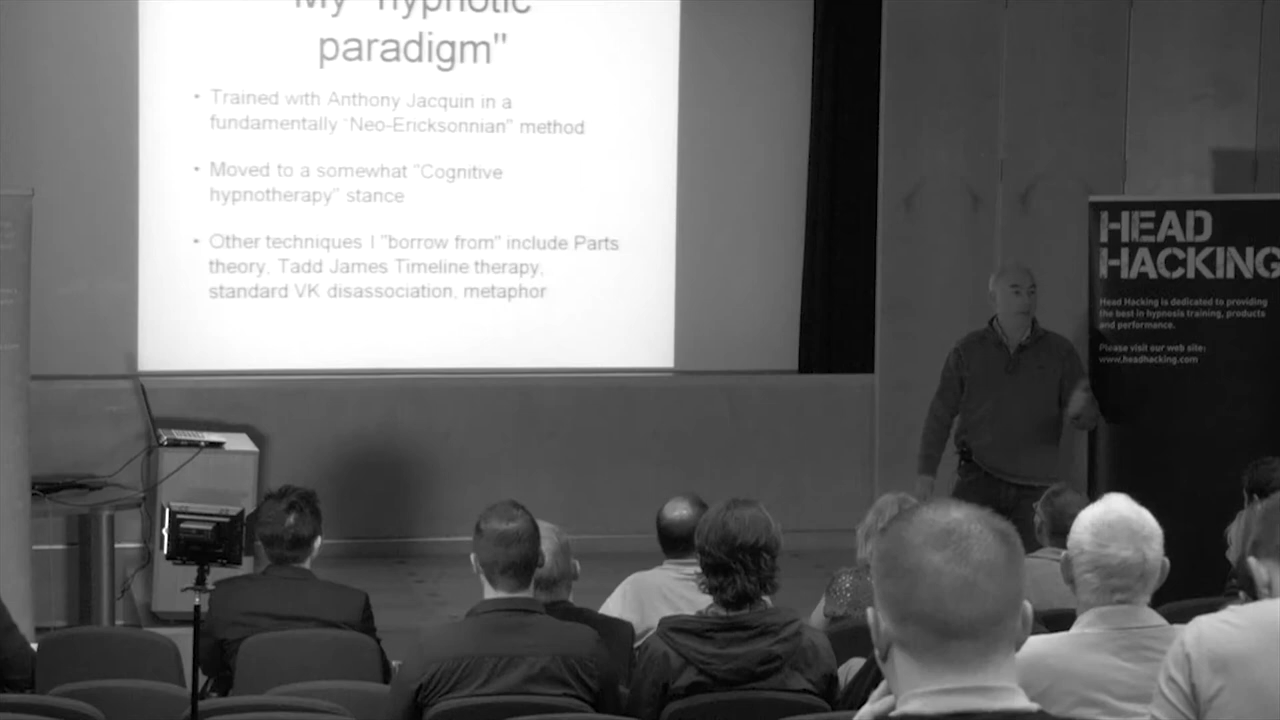 My "hypnotic
paradigm"
• Trained with Anthony Jacquin in a
fundamentally "Neo-Ericksonnian" method
• Moved to a somewhat "Cognitive
hypnotherapy" stance
• Other techniques I "borrow from" include Parts
theory, Tadd James Timeline therapy,
standard VK disassociation, metaphor
HEAD
HACKING
Head Hacking is dedicated to providing
the best in hypnosis training, products
and performance.
Please visit our web site:
www.headhacking.com